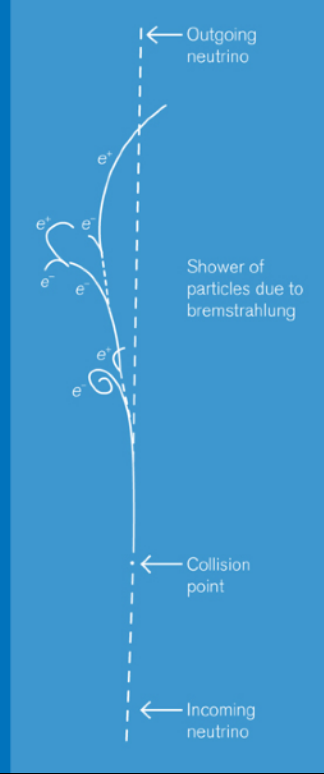 Outgoing
neutrino
e⁺
e⁻
e⁺
e⁻
e⁻
Shower of
particles due to
bremstrahlung
e⁺
e⁻
Collision
point
Incoming
neutrino